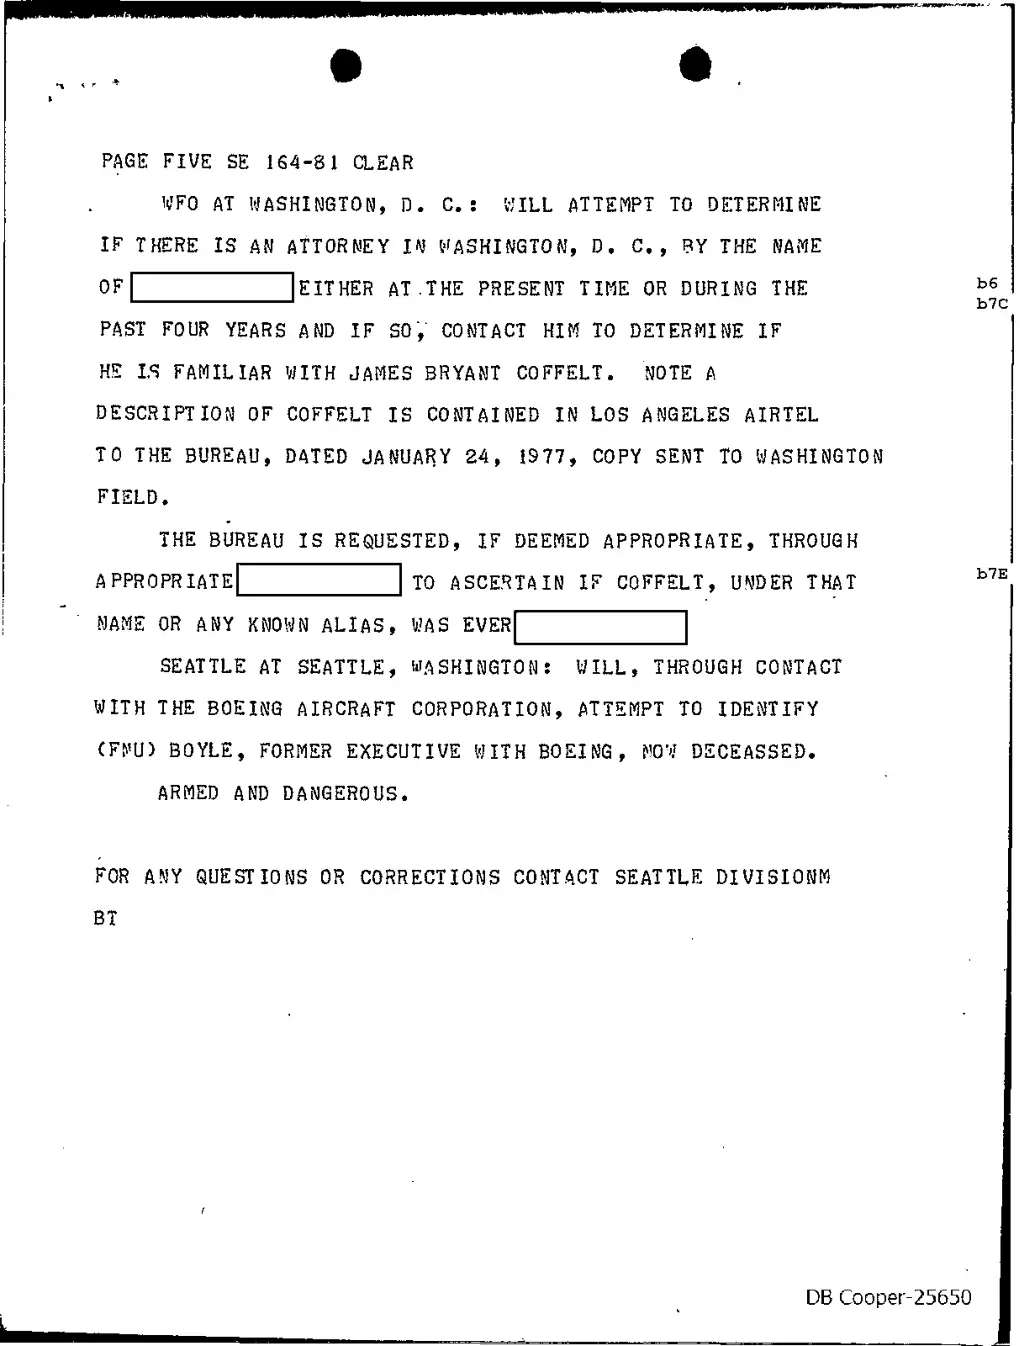 PAGE FIVE SE 164-81 CLEAR
WFO AT WASHINGTON, D. C.: WILL ATTEMPT TO DETERMINE
IF THERE IS AN ATTORNEY IN WASHINGTON, D. C., BY THE NAME
OF EITHER AT THE PRESENT TIME OR DURING THE
b6
b7C
PAST FOUR YEARS AND IF SO, CONTACT HIM TO DETERMINE IF
HE IS FAMILIAR WITH JAMES BRYANT COFFELT. NOTE A
DESCRIPTION OF COFFELT IS CONTAINED IN LOS ANGELES AIRTEL
TO THE BUREAU, DATED JANUARY 24, 1977, COPY SENT TO WASHINGTON
FIELD.
THE BUREAU IS REQUESTED, IF DEEMED APPROPRIATE, THROUGH
APPROPRIATE TO ASCERTAIN IF COFFELT, UNDER THAT
b7E
NAME OR ANY KNOWN ALIAS, WAS EVER
SEATTLE AT SEATTLE, WASHINGTON: WILL, THROUGH CONTACT
WITH THE BOEING AIRCRAFT CORPORATION, ATTEMPT TO IDENTIFY
(FNU) BOYLE, FORMER EXECUTIVE WITH BOEING, NOW DECEASSED.
ARMED AND DANGEROUS.
FOR ANY QUESTIONS OR CORRECTIONS CONTACT SEATTLE DIVISIONM
BT
DB Cooper-25650